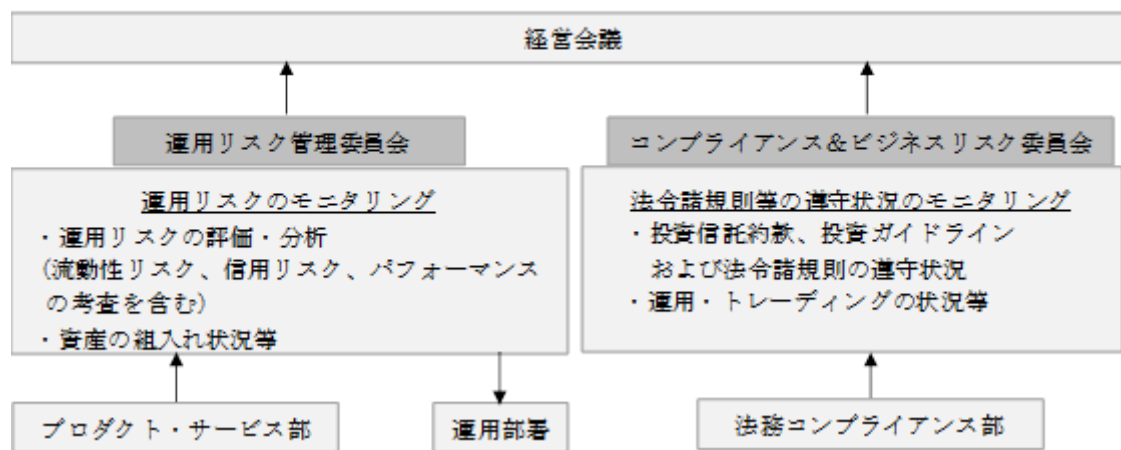 経営会議
運用リスク管理委員会
運用リスクのモニタリング
・運用リスクの評価・分析
(流動性リスク、信用リスク、パフォーマンス
の考査を含む)
・資産の組入れ状況等
コンプライアンス&ビジネスリスク委員会
法令諸規則等の遵守状況のモニタリング
・投資信託約款、投資ガイドライン
および法令諸規則の遵守状況
・運用・トレーディングの状況等
プロダクト・サービス部
運用部署
法務コンプライアンス部